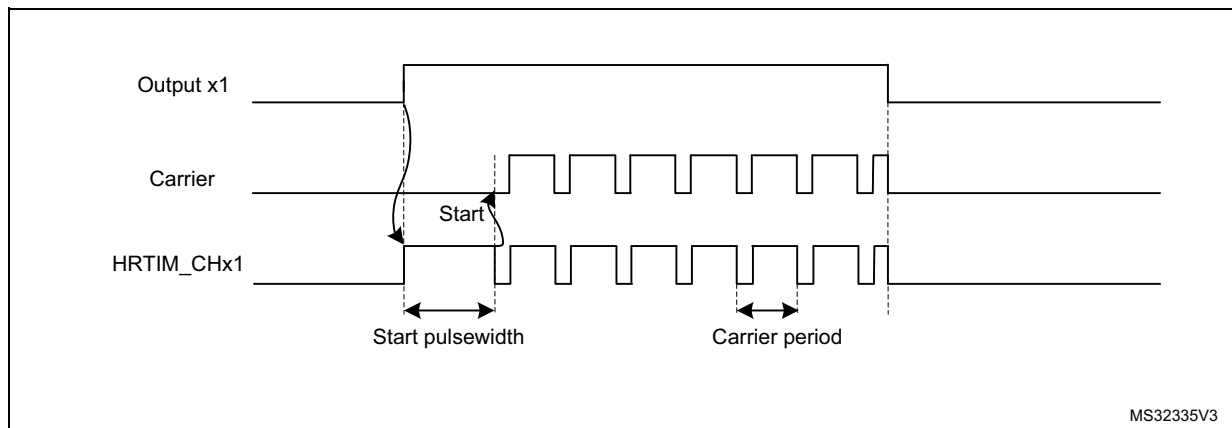 Output x1
Carrier
Start
HRTIM_CHx1
Start pulsewidth
Carrier period
MS32335V3